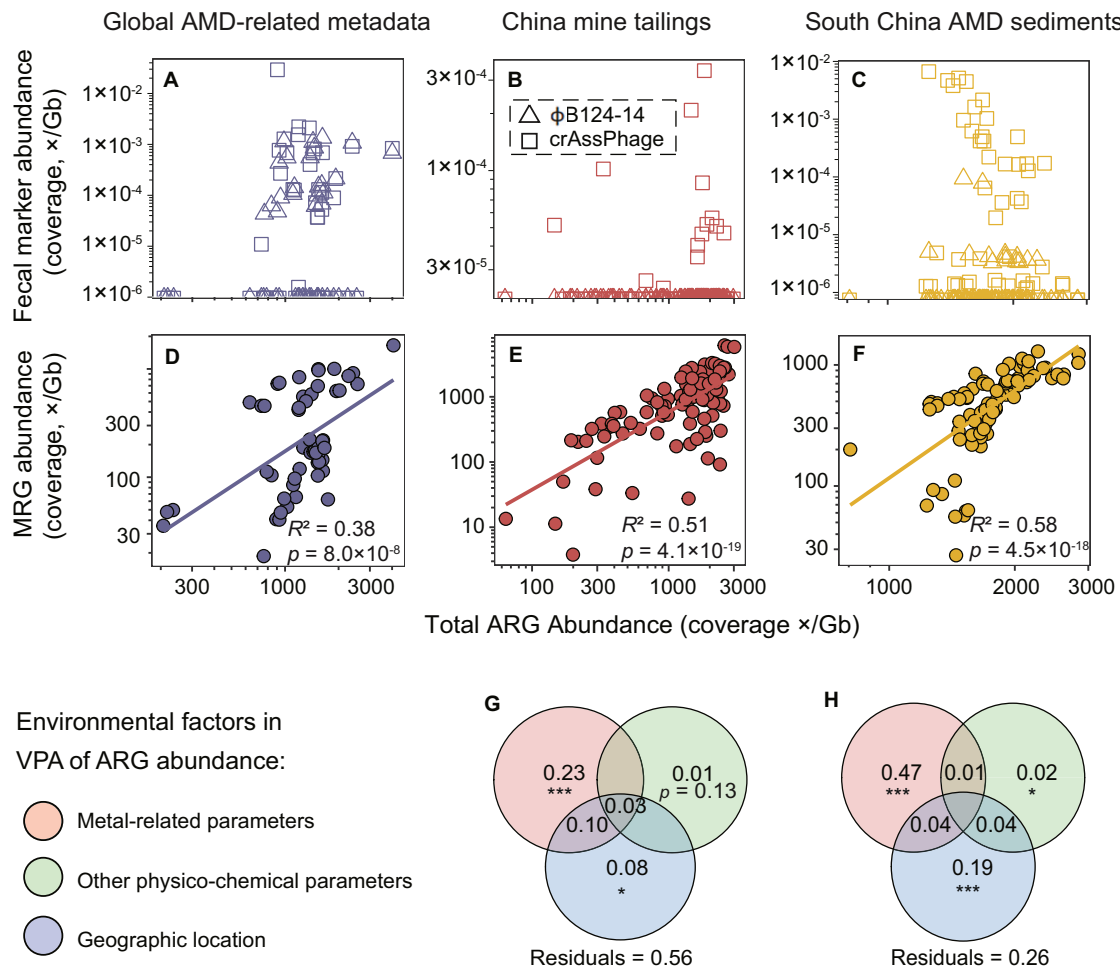 Global AMD-related metadata
China mine tailings
South China AMD sediments
Fecal marker abundance
(coverage, ×/Gb)
A
1×10⁻²
1×10⁻³
1×10⁻⁴
1×10⁻⁵
1×10⁻⁶
B
3×10⁻⁴
1×10⁻⁴
3×10⁻⁵
ϕB124-14
crAssPhage
C
1×10⁻²
1×10⁻³
1×10⁻⁴
1×10⁻⁵
1×10⁻⁶
MRG abundance
(coverage, ×/Gb)
D
300
100
30
R² = 0.38
p = 8.0×10⁻⁸
300 1000 3000
E
1000
100
10
R² = 0.51
p = 4.1×10⁻¹⁹
100 300 1000 3000
F
1000
300
100
30
R² = 0.58
p = 4.5×10⁻¹⁸
1000 2000 3000
Total ARG Abundance (coverage ×/Gb)
Environmental factors in
VPA of ARG abundance:
Metal-related parameters
Other physico-chemical parameters
Geographic location
G
0.23
***
0.01
p = 0.13
0.03
0.10
0.08
*
Residuals = 0.56
H
0.47
***
0.01
0.02
*
0.04
0.04
0.19
***
Residuals = 0.26